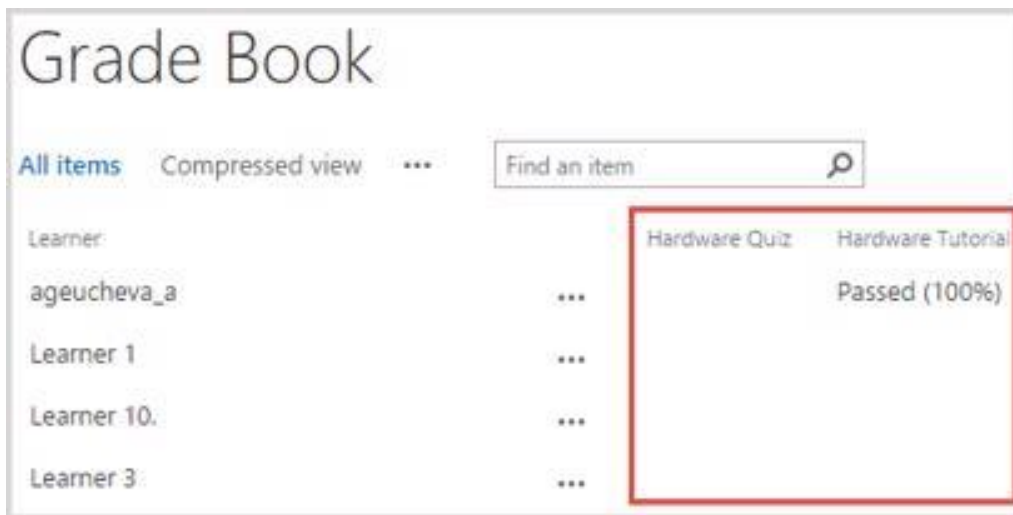 Grade Book
All items Compressed view ••• Find an item
Learner Hardware Quiz Hardware Tutorial
ageucheva_a ••• Passed (100%)
Learner 1 •••
Learner 10. •••
Learner 3 •••